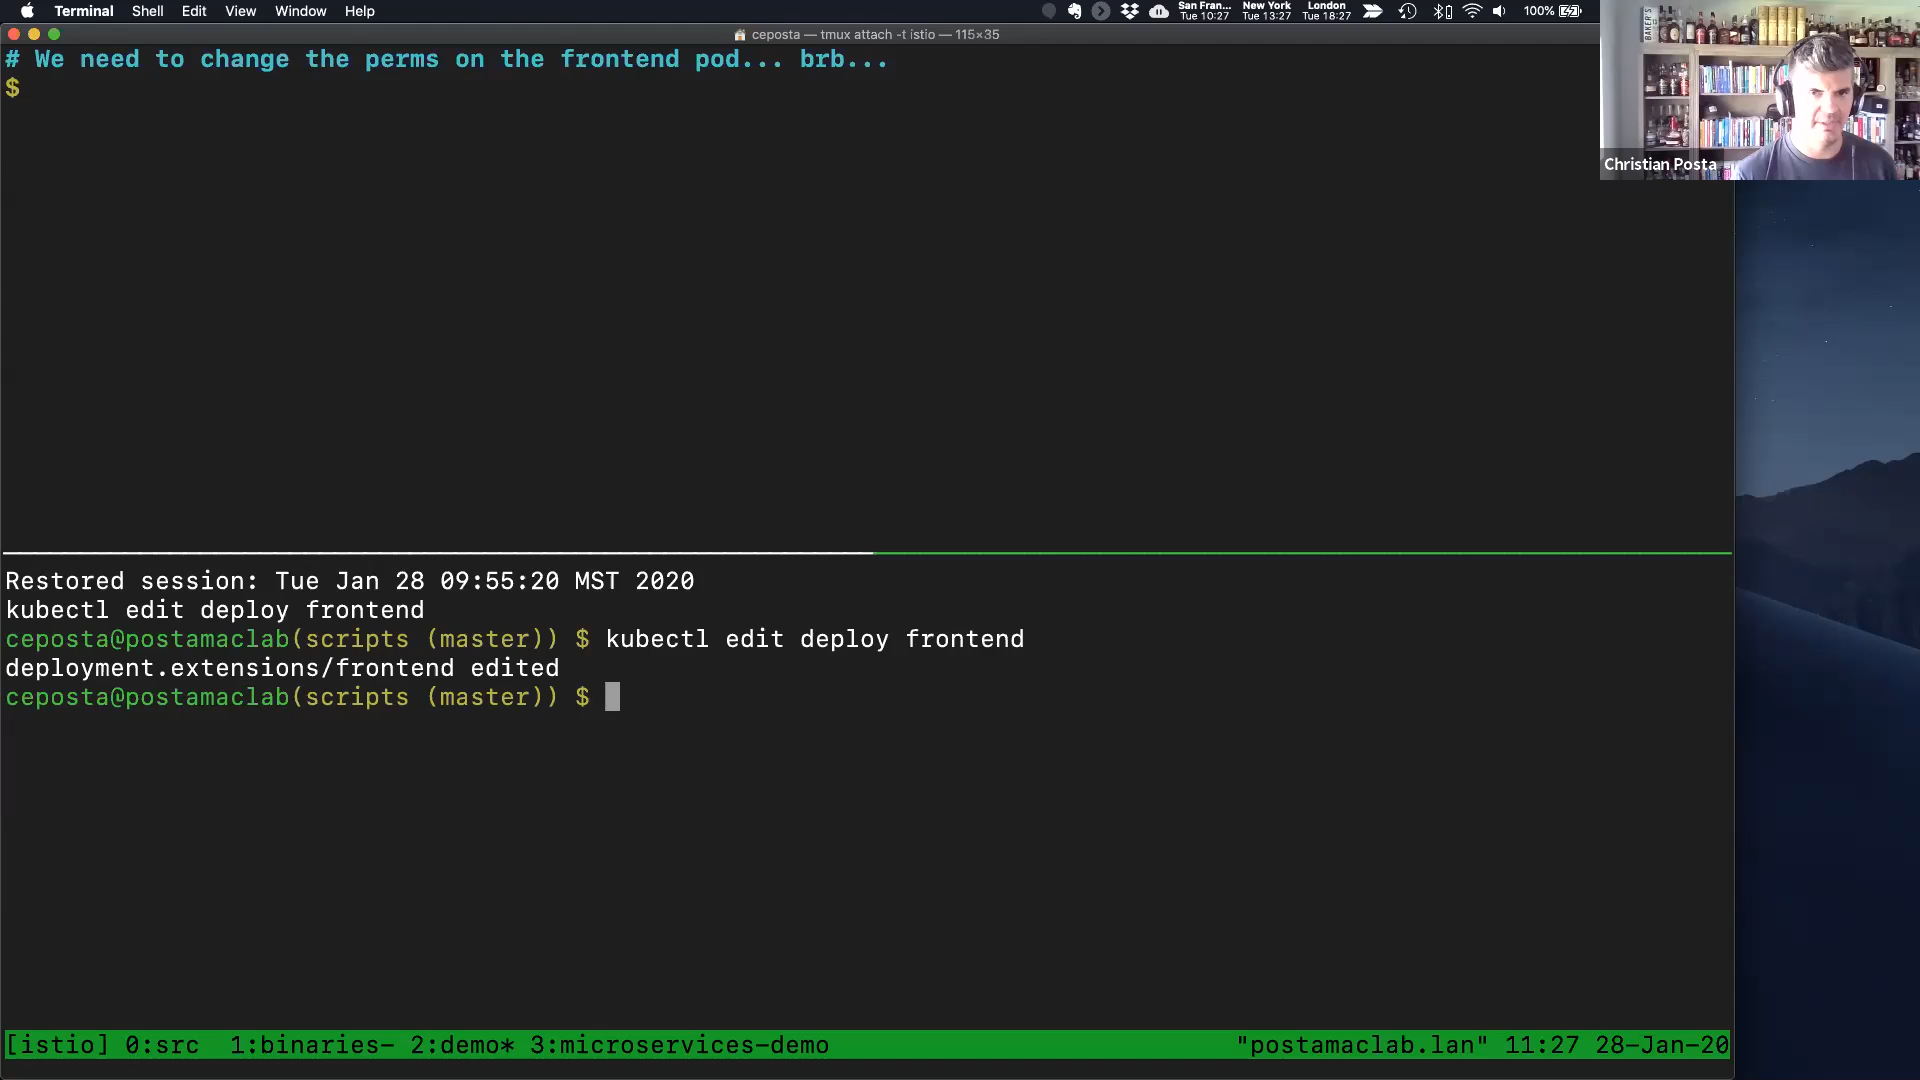 Terminal Shell Edit View Window Help
San Fran... New York London
Tue 10:27 Tue 13:27 Tue 18:27
100%
ceposta — tmux attach -t istio — 115×35
# We need to change the perms on the frontend pod... brb...
$
BAKER'S
Christian Posta
Restored session: Tue Jan 28 09:55:20 MST 2020
kubectl edit deploy frontend
ceposta@postamaclab(scripts (master)) $ kubectl edit deploy frontend
deployment.extensions/frontend edited
ceposta@postamaclab(scripts (master)) $
[istio] 0:src 1:binaries- 2:demo* 3:microservices-demo "postamaclab.lan" 11:27 28-Jan-20